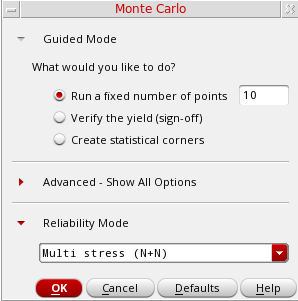 Monte Carlo
Guided Mode
What would you like to do?
Run a fixed number of points 10
Verify the yield (sign-off)
Create statistical corners
Advanced - Show All Options
Reliability Mode
Multi stress (N+N)
OK Cancel Defaults Help